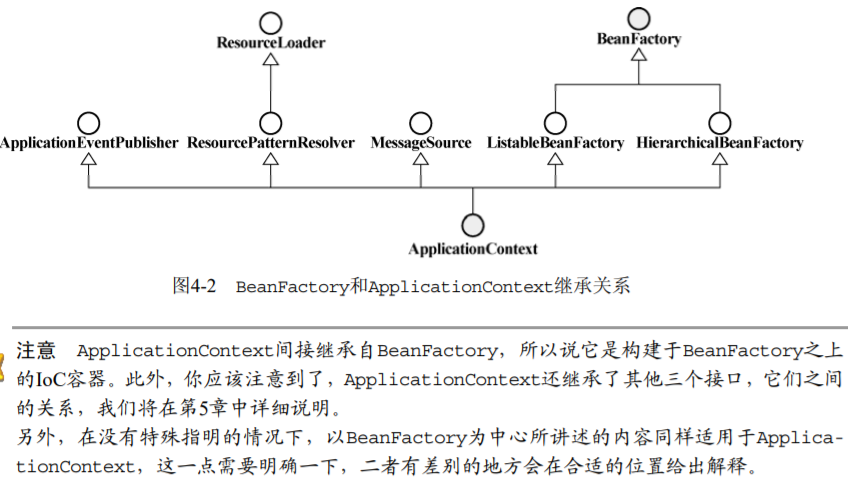 ResourceLoader
BeanFactory
ApplicationEventPublisher ResourcePatternResolver MessageSource ListableBeanFactory HierarchicalBeanFactory
ApplicationContext
图4-2 BeanFactory和ApplicationContext继承关系
注意 ApplicationContext间接继承自BeanFactory，所以说它是构建于BeanFactory之上
的IoC容器。此外，你应该注意到了，ApplicationContext还继承了其他三个接口，它们之间
的关系，我们将在第5章中详细说明。
另外，在没有特殊指明的情况下，以BeanFactory为中心所讲述的内容同样适用于Applica-
tionContext，这一点需要明确一下，二者有差别的地方会在合适的位置给出解释。